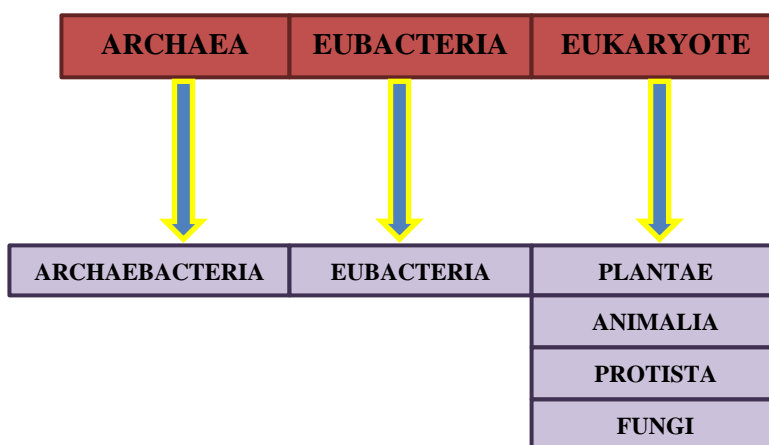 ARCHAEA EUBACTERIA EUKARYOTE
ARCHAEBACTERIA EUBACTERIA PLANTAE
ANIMALIA
PROTISTA
FUNGI